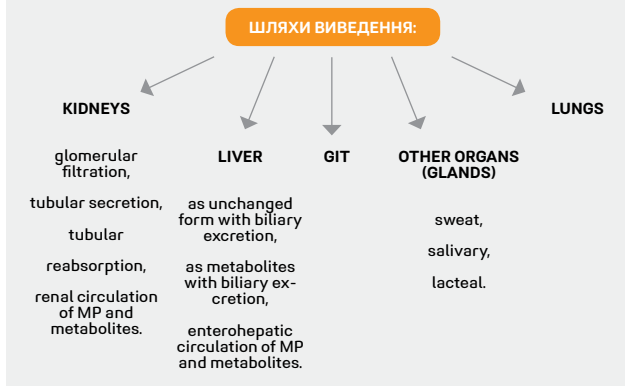 ШЛЯХИ ВИВЕДЕННЯ:
KIDNEYS
glomerular
filtration,
tubular secretion,
tubular
reabsorption,
renal circulation
of MP and
metabolites.
LIVER
as unchanged
form with biliary
excretion,
as metabolites
with biliary ex-
cretion,
enterohepatic
circulation of MP
and metabolites.
GIT
OTHER ORGANS
(GLANDS)
sweat,
salivary,
lacteal.
LUNGS